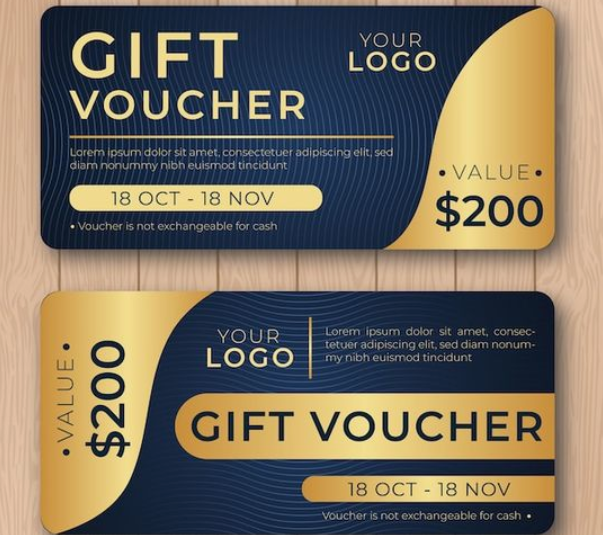 GIFT
VOUCHER
YOUR
LOGO
Lorem ipsum dolor sit amet, consectetuer adipiscing elit, sed
diam nonummy nibh euismod tincidunt
18 OCT - 18 NOV
• Voucher is not exchangeable for cash
• VALUE •
$200
• VALUE •
$200
YOUR
LOGO
Lorem ipsum dolor sit amet, consec-
tetuer adipiscing elit, sed diam nonum-
my nibh euismod tincidunt
GIFT VOUCHER
18 OCT - 18 NOV
Voucher is not exchangeable for cash •